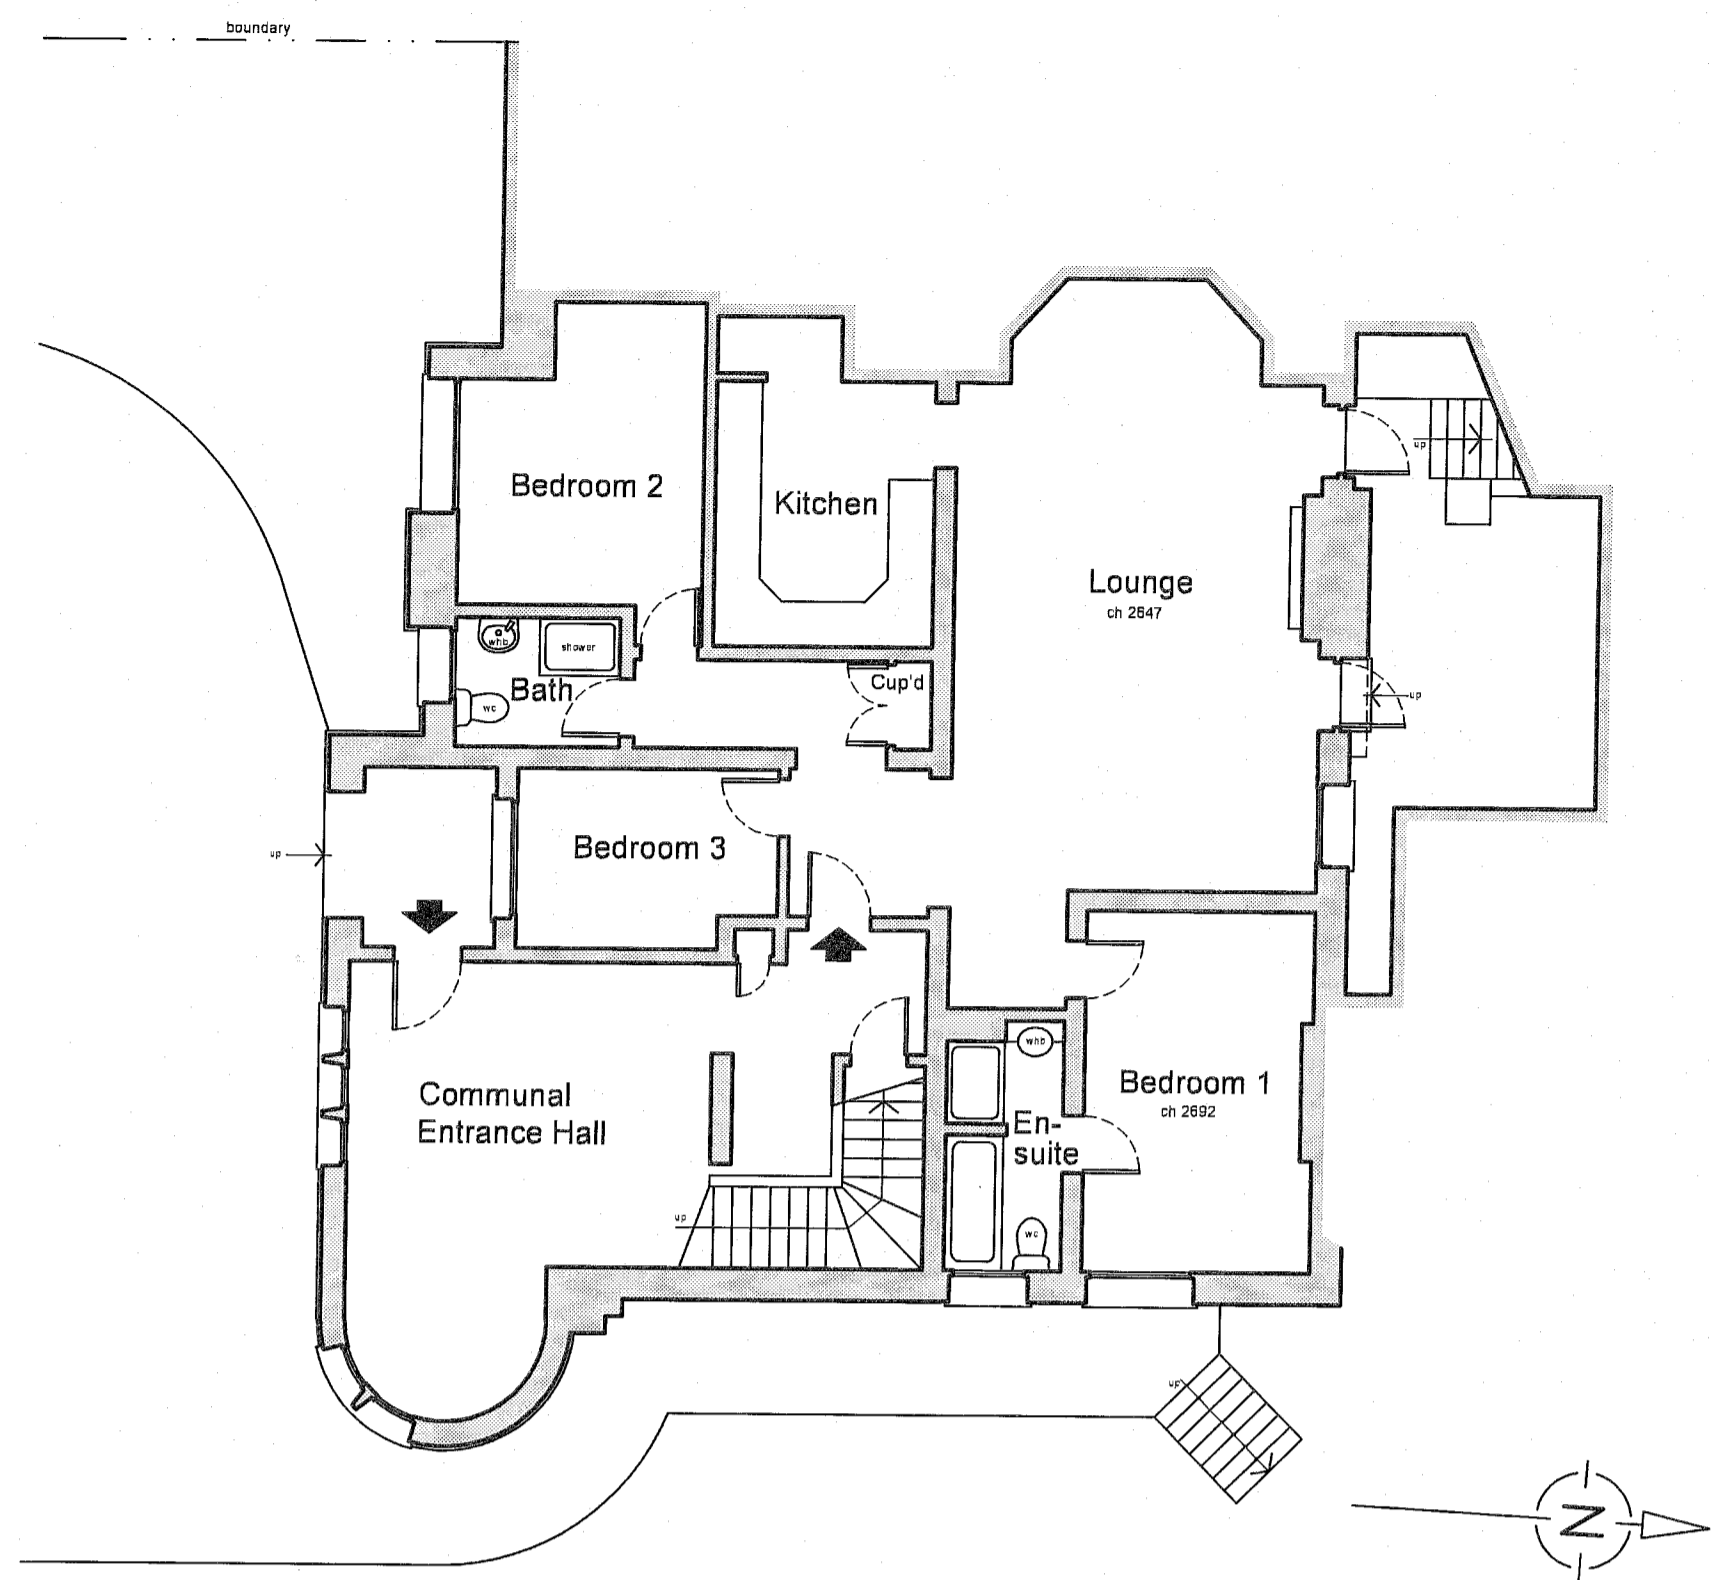 boundary
up
Bedroom 2
Kitchen
Lounge
ch 2647
whb
shower
Bath
wc
Cup'd
up
up
Bedroom 3
whb
Communal
Entrance Hall
Bedroom 1
ch 2692
En-
suite
up
wc
up
N